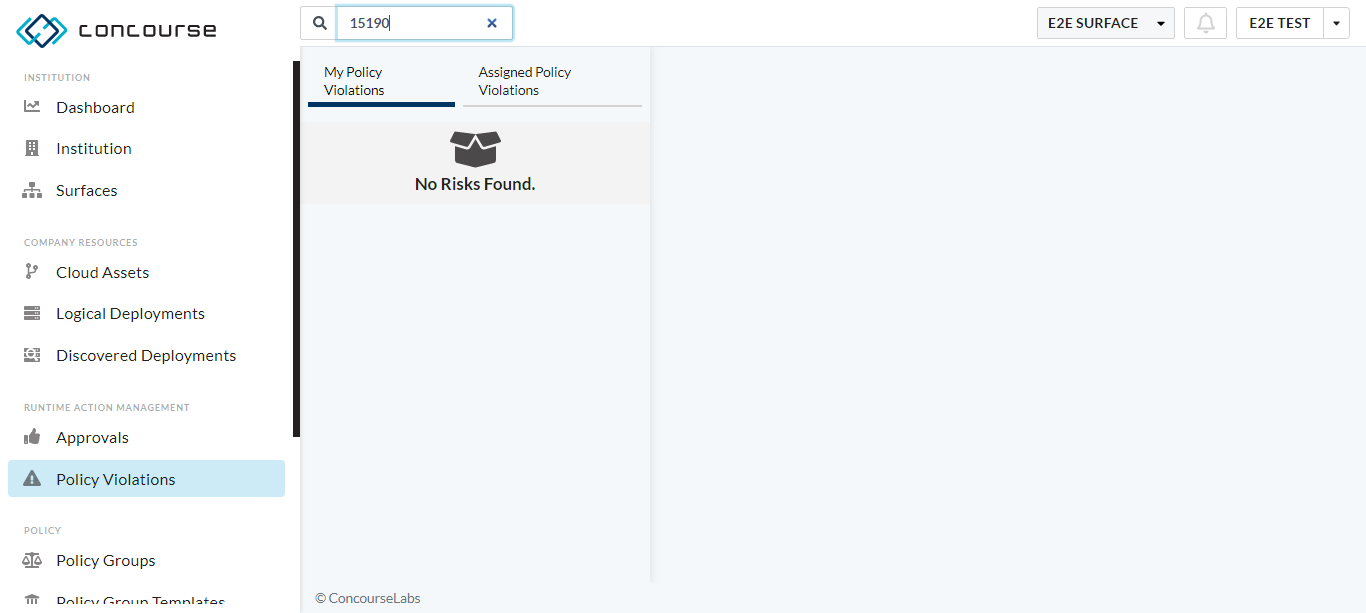 concourse
15190
E2E SURFACE
E2E TEST
INSTITUTION
Dashboard
Institution
Surfaces
COMPANY RESOURCES
Cloud Assets
Logical Deployments
Discovered Deployments
RUNTIME ACTION MANAGEMENT
Approvals
Policy Violations
POLICY
Policy Groups
Policy Group Templates
My Policy
Violations
Assigned Policy
Violations
No Risks Found.
© ConcourseLabs